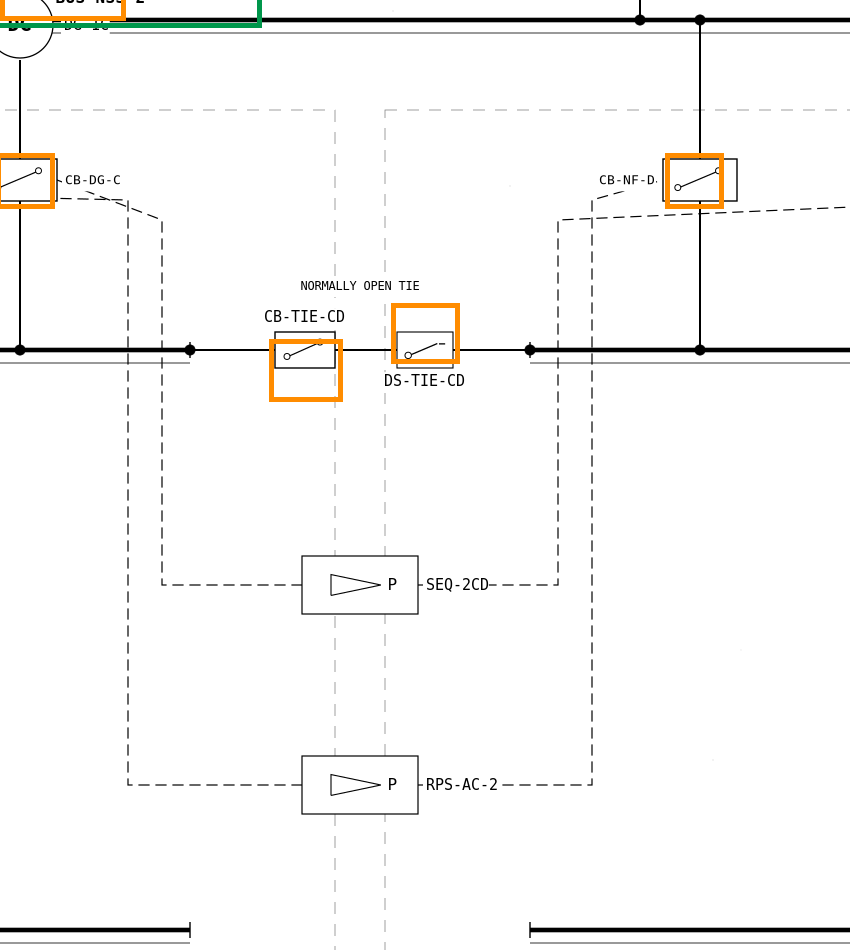 CB-DG-C
CB-NF-D
NORMALLY OPEN TIE
CB-TIE-CD
DS-TIE-CD
P SEQ-2CD
P RPS-AC-2